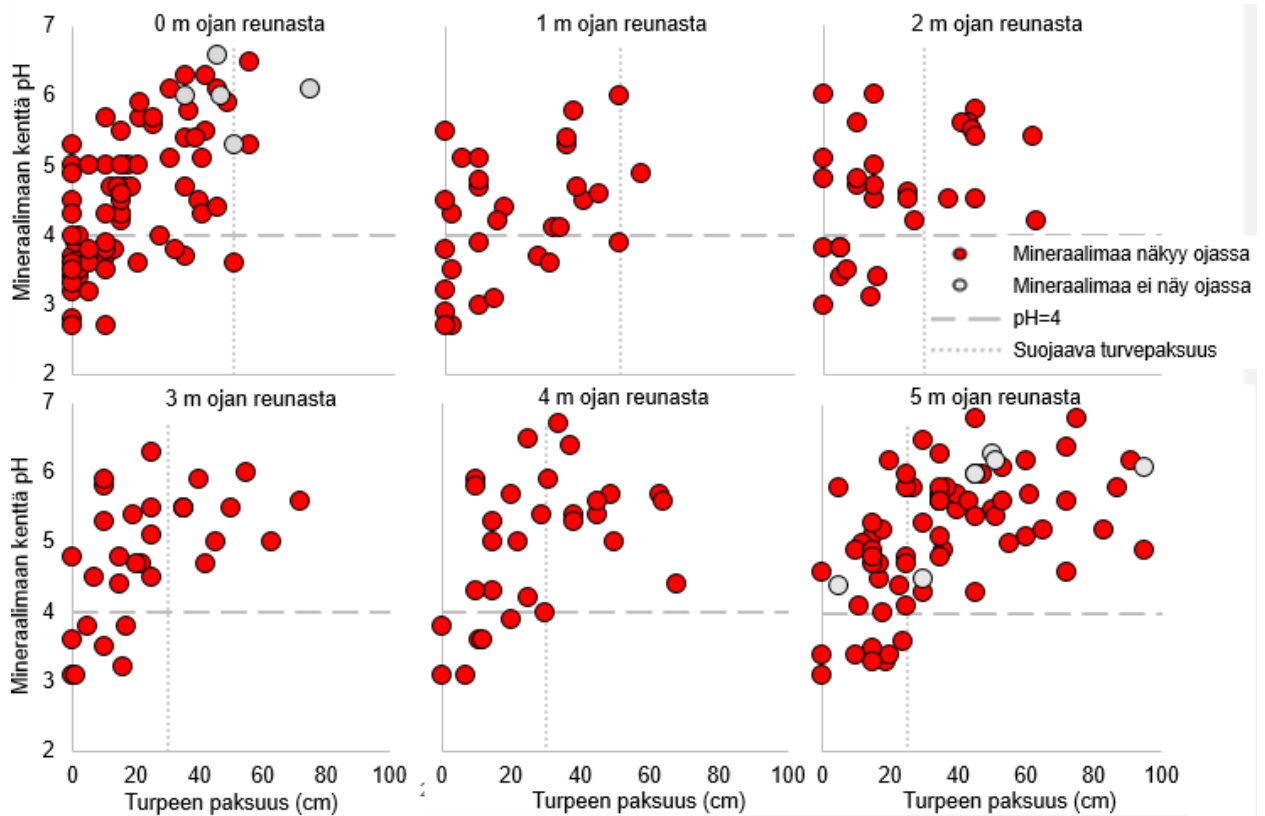 0 m ojan reunasta
1 m ojan reunasta
2 m ojan reunasta
Mineraalimaan kenttä pH
7
6
5
4
3
2
Mineraalimaa näkyy ojassa
Mineraalimaa ei näy ojassa
pH=4
Suojaava turvepaksuus
3 m ojan reunasta
4 m ojan reunasta
5 m ojan reunasta
Mineraalimaan kenttä pH
7
6
5
4
3
2
0 20 40 60 80 100
0 20 40 60 80 100
0 20 40 60 80 100
Turpeen paksuus (cm)
Turpeen paksuus (cm)
Turpeen paksuus (cm)